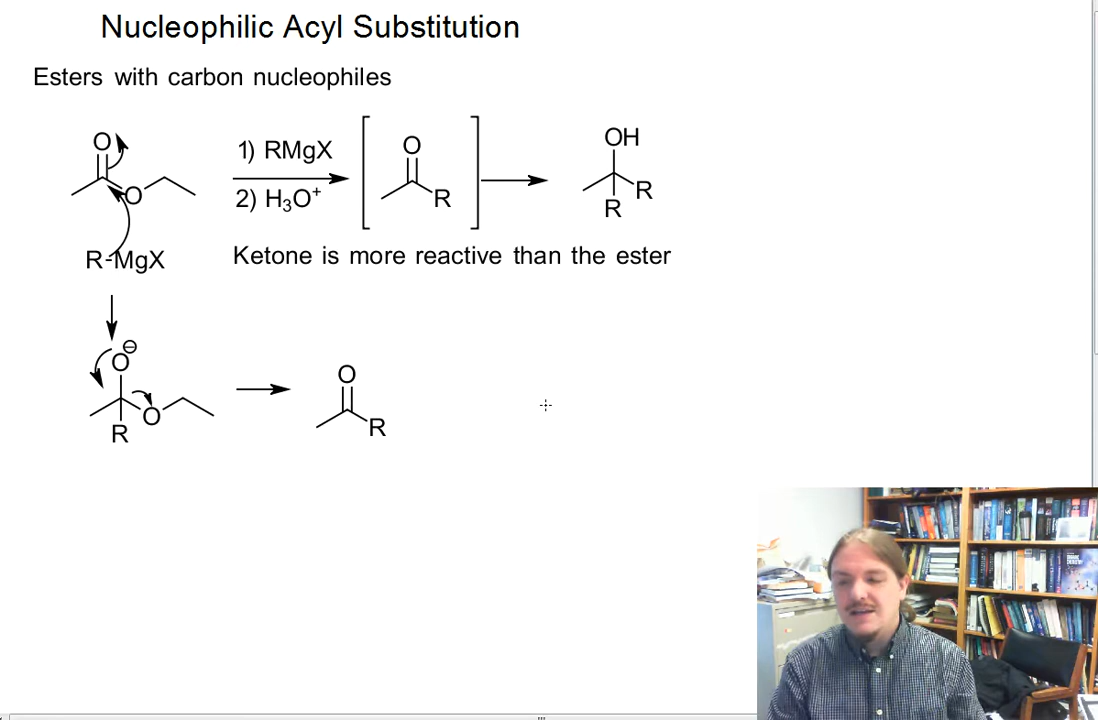 Nucleophilic Acyl Substitution
Esters with carbon nucleophiles
O
O
1) RMgX
2) H₃O⁺
O
R
OH
R
R
R-MgX
Ketone is more reactive than the ester
O⊖
O
R
O
R